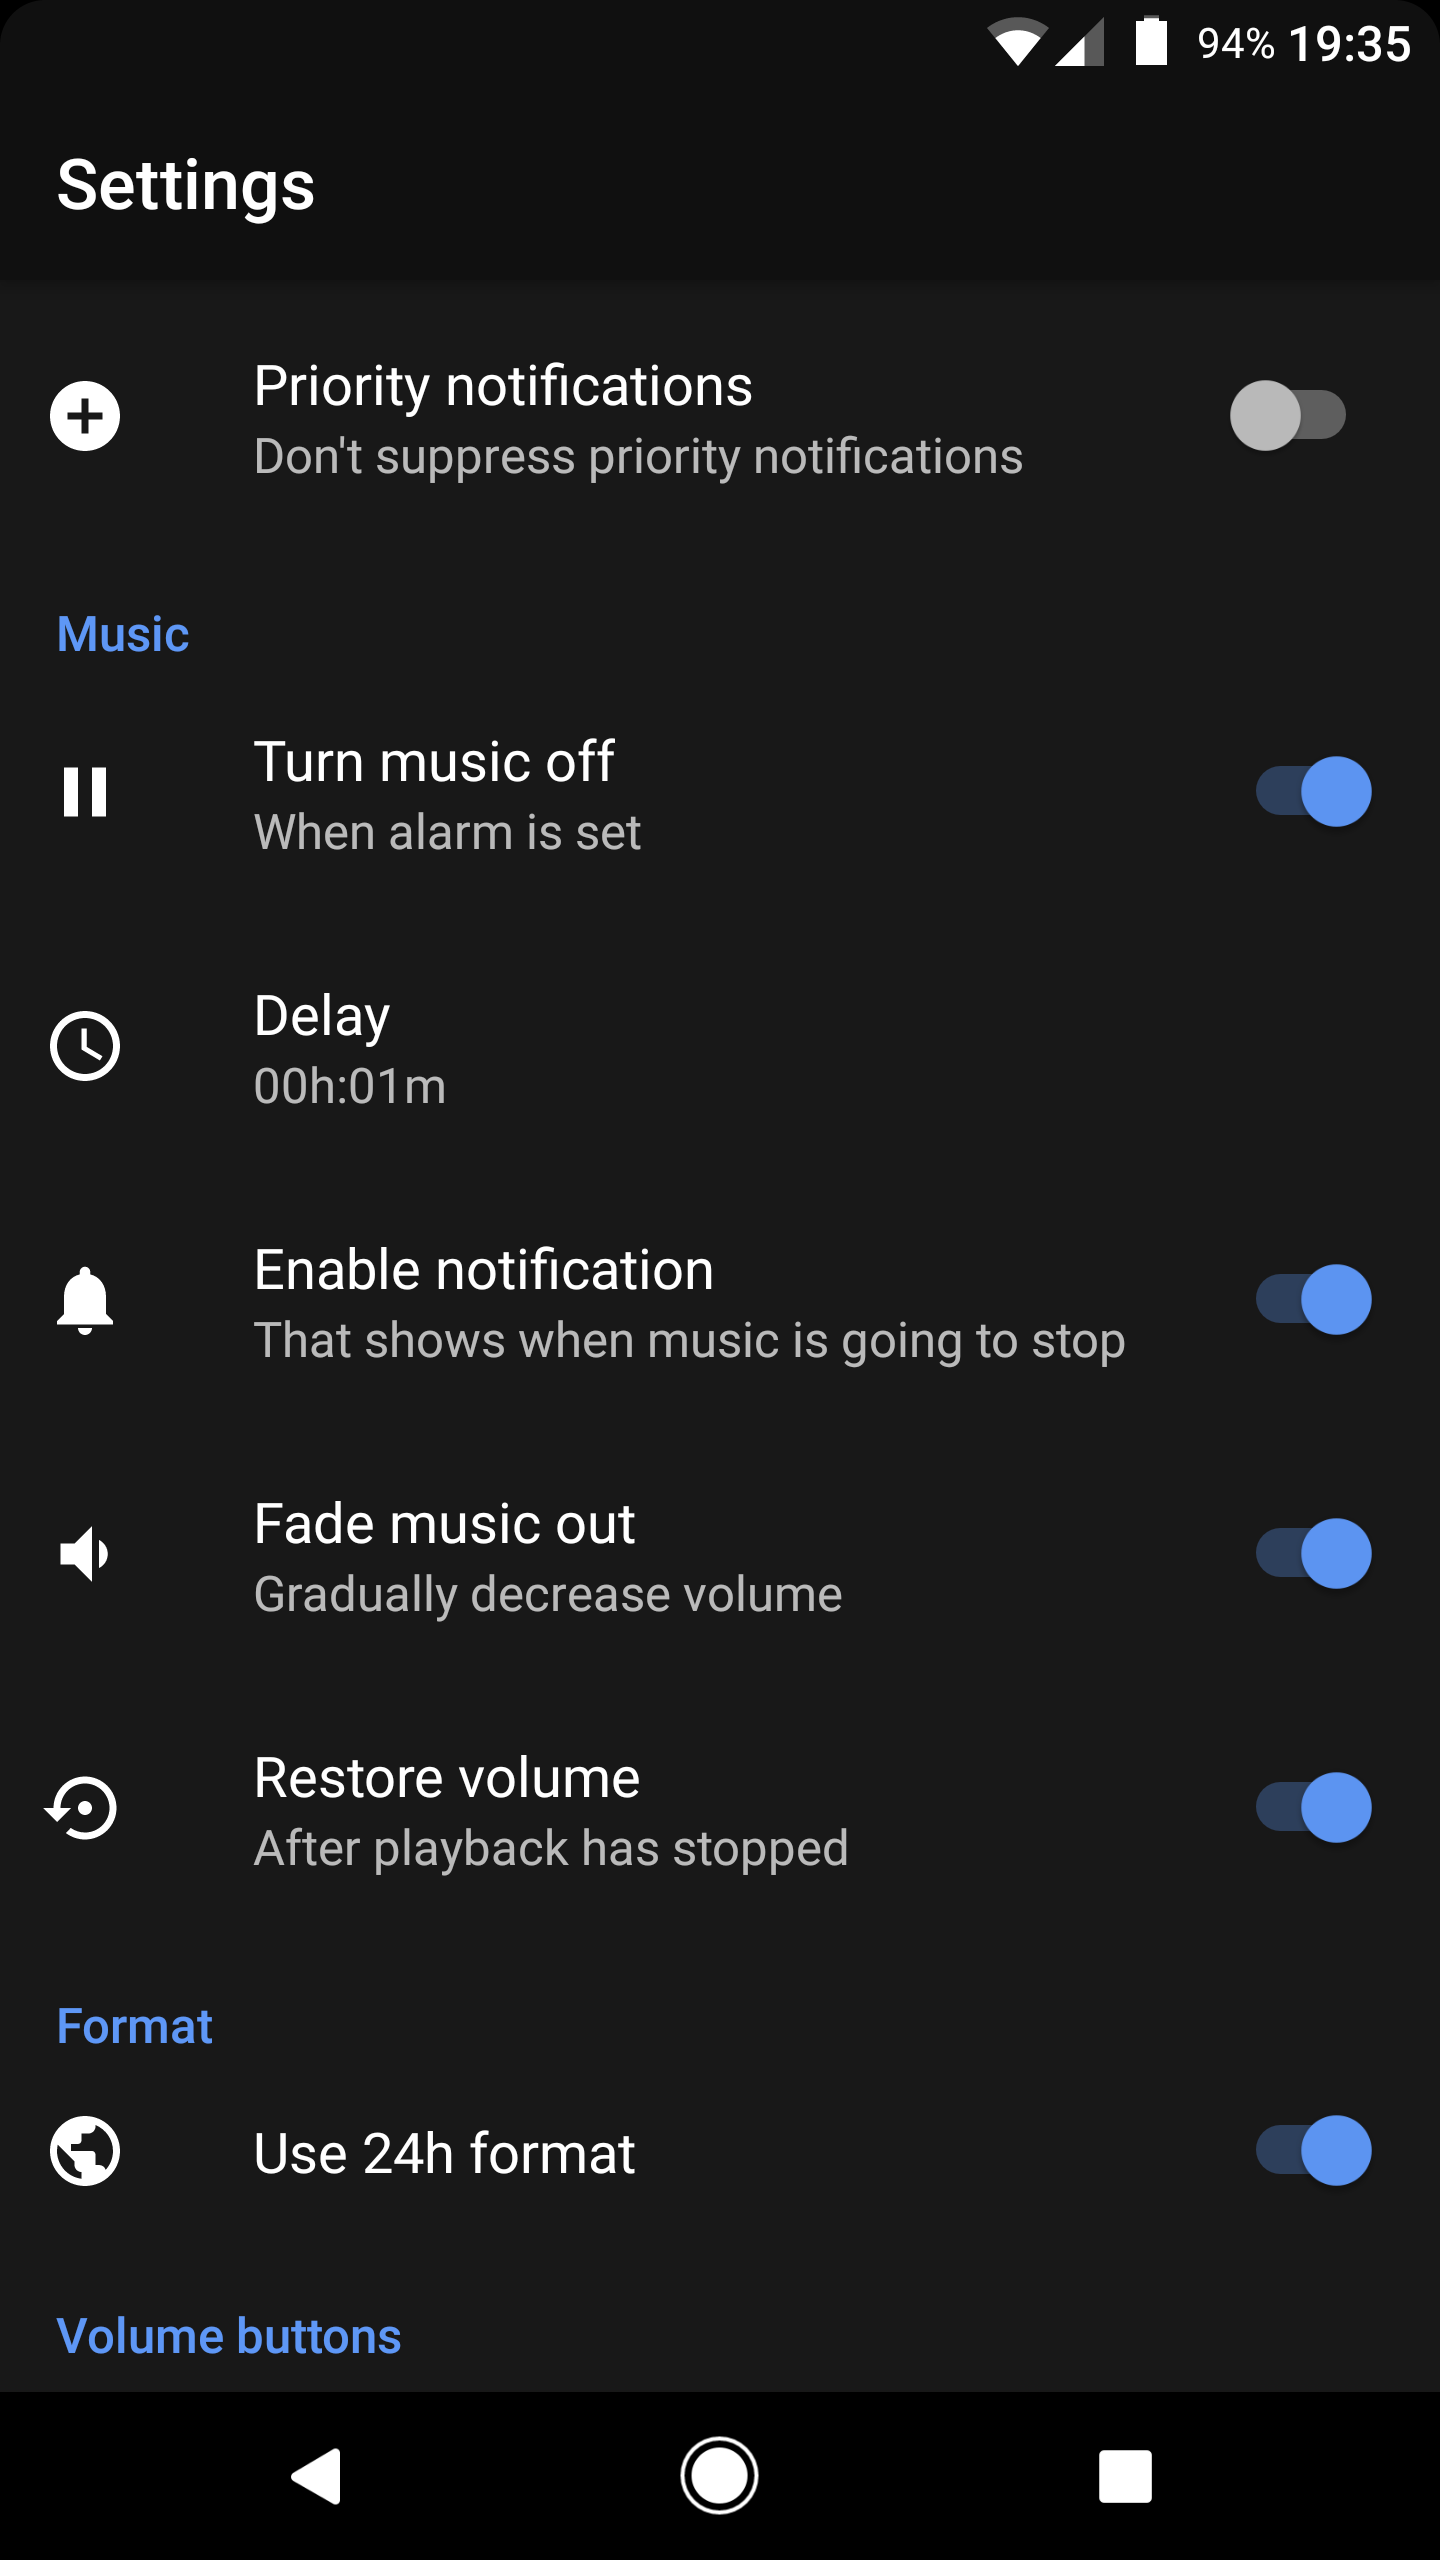 94% 19:35
Settings
Priority notifications
Don't suppress priority notifications
Music
Turn music off
When alarm is set
Delay
00h:01m
Enable notification
That shows when music is going to stop
Fade music out
Gradually decrease volume
Restore volume
After playback has stopped
Format
Use 24h format
Volume buttons